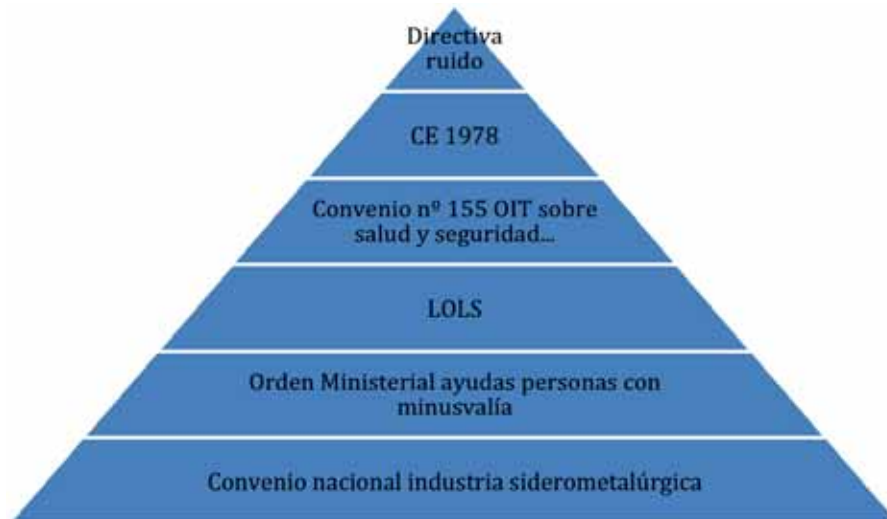 Directiva
ruido
CE 1978
Convenio nº 155 OIT sobre
salud y seguridad...
LOLS
Orden Ministerial ayudas personas con
minusvalía
Convenio nacional industria siderometalúrgica